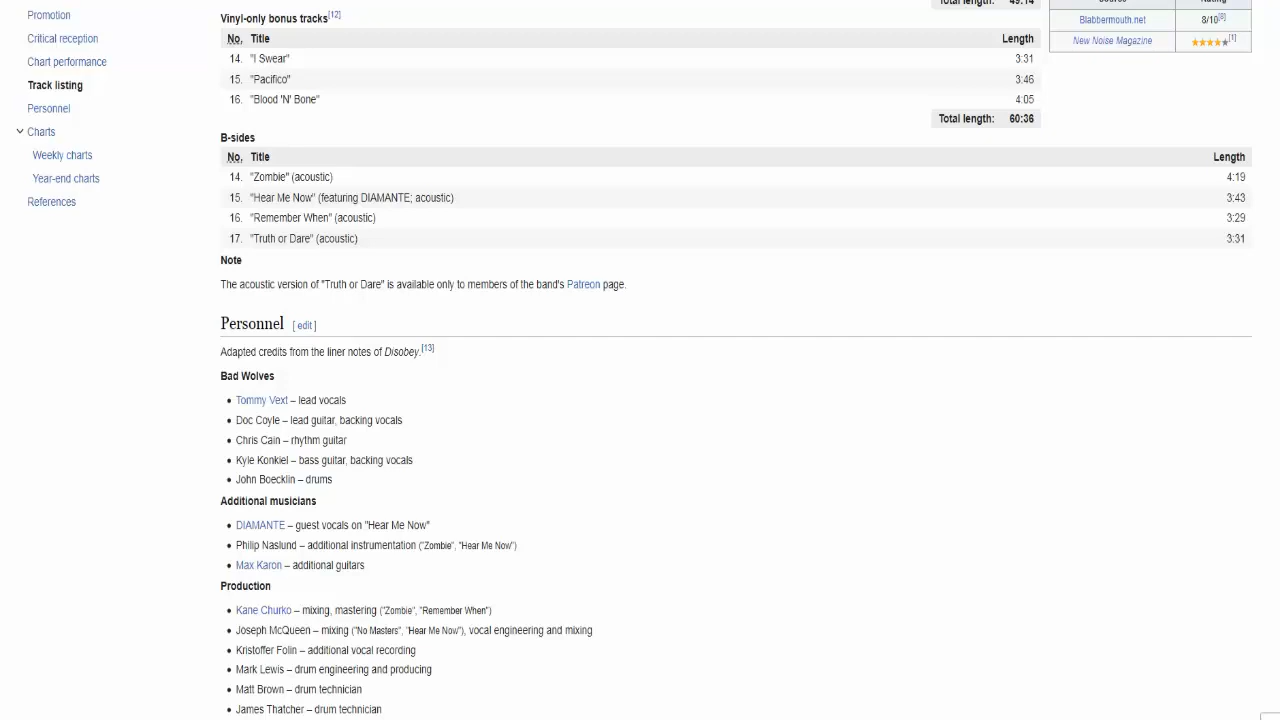 Promotion
Critical reception
Chart performance
Track listing
Personnel
Charts
Weekly charts
Year-end charts
References
Total length: 49:14
Vinyl-only bonus tracks[12]
No. Title Length
14. "I Swear" 3:31
15. "Pacifico" 3:46
16. "Blood 'N' Bone" 4:05
Total length: 60:36
B-sides
No. Title Length
14. "Zombie" (acoustic) 4:19
15. "Hear Me Now" (featuring DIAMANTE; acoustic) 3:43
16. "Remember When" (acoustic) 3:29
17. "Truth or Dare" (acoustic) 3:31
Note
The acoustic version of "Truth or Dare" is available only to members of the band's Patreon page.
Personnel [ edit ]
Adapted credits from the liner notes of Disobey.[13]
Bad Wolves
• Tommy Vext – lead vocals
• Doc Coyle – lead guitar, backing vocals
• Chris Cain – rhythm guitar
• Kyle Konkiel – bass guitar, backing vocals
• John Boecklin – drums
Additional musicians
• DIAMANTE – guest vocals on "Hear Me Now"
• Philip Naslund – additional instrumentation ("Zombie", "Hear Me Now")
• Max Karon – additional guitars
Production
• Kane Churko – mixing, mastering ("Zombie", "Remember When")
• Joseph McQueen – mixing ("No Masters", "Hear Me Now"), vocal engineering and mixing
• Kristoffer Folin – additional vocal recording
• Mark Lewis – drum engineering and producing
• Matt Brown – drum technician
• James Thatcher – drum technician
Blabbermouth.net 8/10[8]
New Noise Magazine ★★★★★[1]